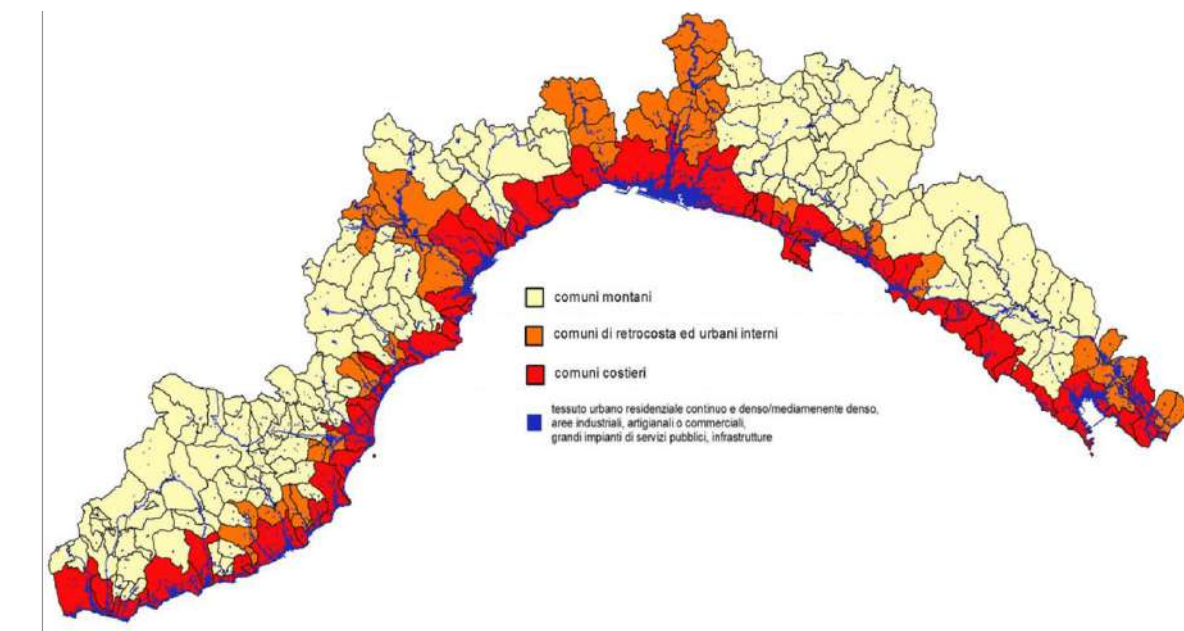 comuni montani
comuni di retrocosta ed urbani interni
comuni costieri
tessuto urbano residenziale continuo e denso/mediamenente denso,
aree industriali, artigianali o commerciali,
grandi impianti di servizi pubblici, infrastrutture